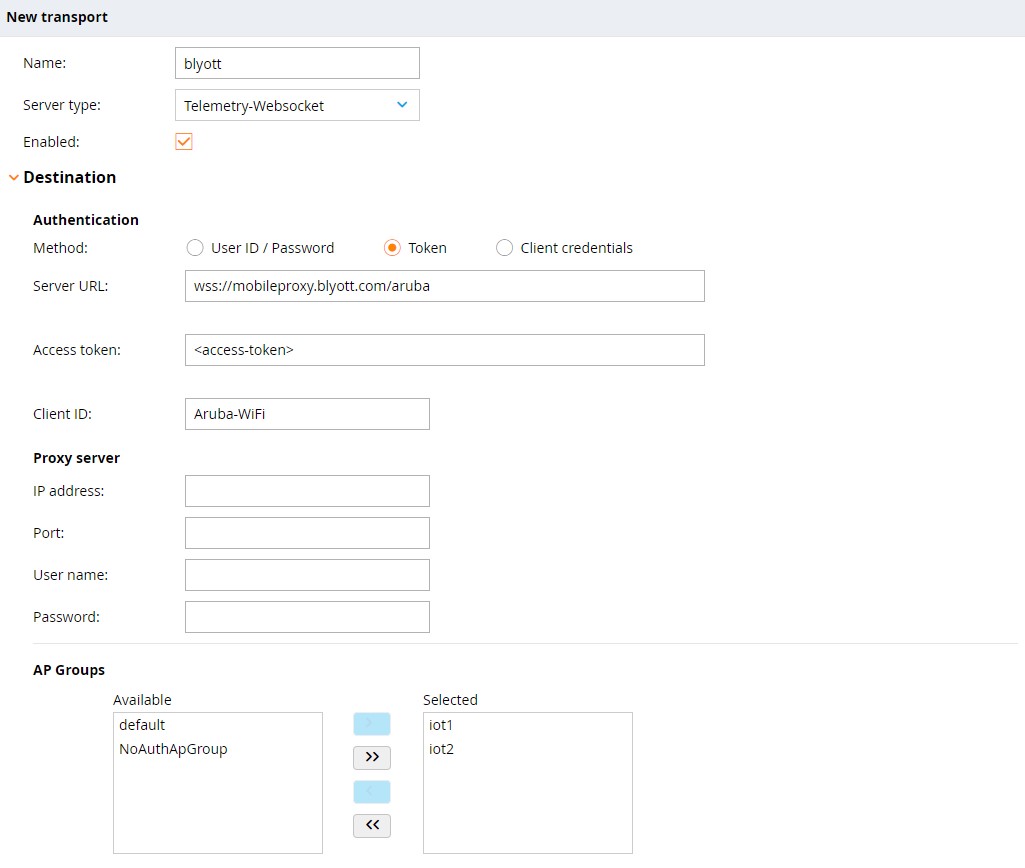 New transport
Name: blyott
Server type: Telemetry-Websocket
Enabled:
Destination
Authentication
Method: User ID / Password Token Client credentials
Server URL: wss://mobileproxy.blyott.com/aruba
Access token: <access-token>
Client ID: Aruba-WiFi
Proxy server
IP address:
Port:
User name:
Password:
AP Groups
Available Selected
default > iot1
NoAuthApGroup >> iot2
<
<<